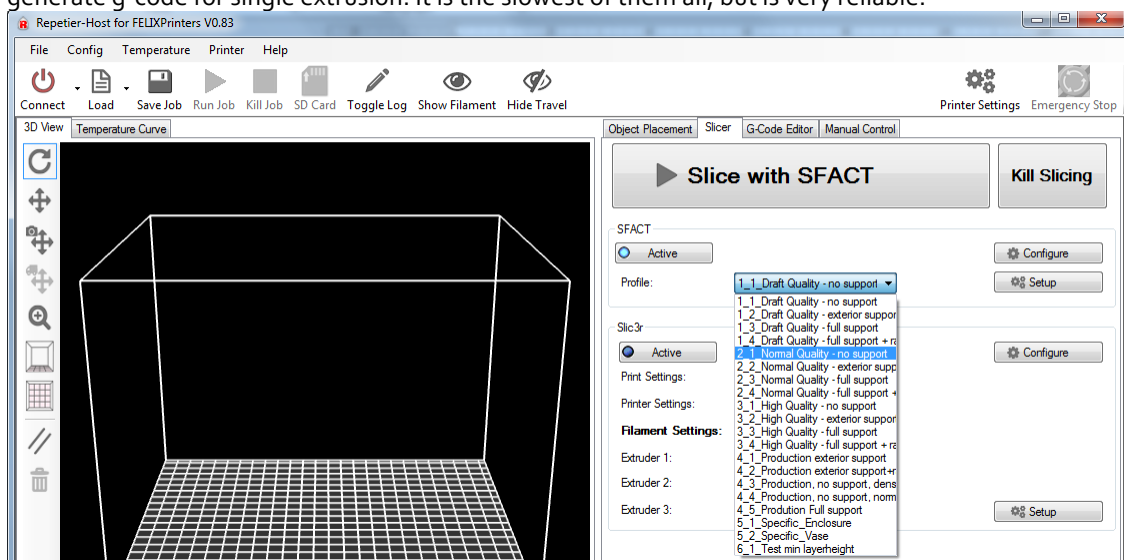 generate g-code for single extrusion. It is the slowest of them all, but is very reliable.
Repetier-Host for FELIXPrinters V0.83
File Config Temperature Printer Help
Connect Load Save Job Run Job Kill Job SD Card Toggle Log Show Filament Hide Travel Printer Settings Emergency Stop
3D View Temperature Curve
Object Placement Slicer G-Code Editor Manual Control
Slice with SFACT Kill Slicing
SFACT
Active Configure
Profile: 1_1_Draft Quality - no support Setup
1_1_Draft Quality - no support
1_2_Draft Quality - exterior suppor
1_3_Draft Quality - full support
1_4_Draft Quality - full support + ra
2_1_Normal Quality - no support
2_2_Normal Quality - exterior supp
2_3_Normal Quality - full support
2_4_Normal Quality - full support +
3_1_High Quality - no support
3_2_High Quality - exterior suppor
3_3_High Quality - full support
3_4_High Quality - full support + ra
4_1_Production exterior support
4_2_Production exterior support+r
4_3_Production, no support, dens
4_4_Production, no support, norm
4_5_Prodution Full support
5_1_Specific_Enclosure
5_2_Specific_Vase
6_1_Test min layerheight
Slic3r
Active Configure
Print Settings:
Printer Settings:
Filament Settings:
Extruder 1:
Extruder 2:
Extruder 3: Setup